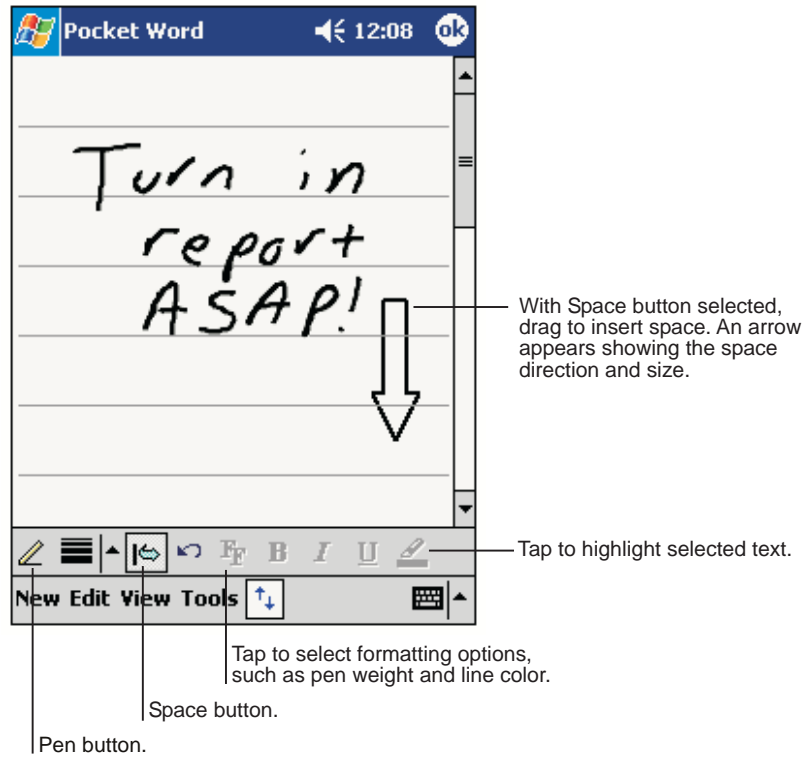 Pocket Word 12:08 ok
Turn in
report
ASAP!
With Space button selected,
drag to insert space. An arrow
appears showing the space
direction and size.
FF B I U
Tap to highlight selected text.
New Edit View Tools
Tap to select formatting options,
such as pen weight and line color.
Space button.
Pen button.